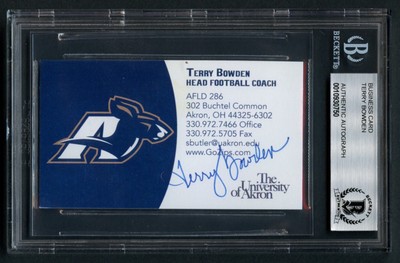 TERRY BOWDEN
HEAD FOOTBALL COACH
AFLD 286
302 Buchtel Common
Akron, OH 44325-6302
330.972.7466 Office
330.972.5705 Fax
sbutler@uakron.edu
www.GoZips.com
Terry Bowden
The
University
of Akron
A
BECKETT
BUSINESS CARD
TERRY BOWDEN
AUTHENTIC AUTOGRAPH
BECKETT